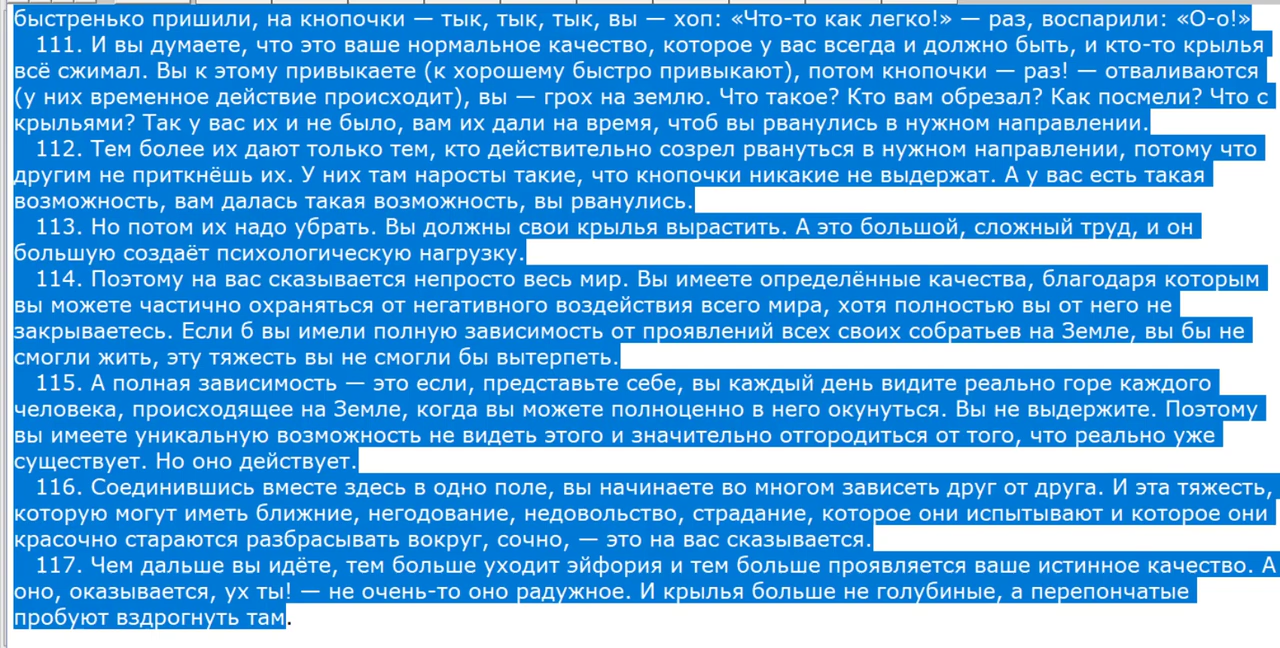 быстренько пришили, на кнопочки — тык, тык, тык, вы — хоп: «Что-то как легко!» — раз, воспарили: «О-о!»
111. И вы думаете, что это ваше нормальное качество, которое у вас всегда и должно быть, и кто-то крылья
всё сжимал. Вы к этому привыкаете (к хорошему быстро привыкают), потом кнопочки — раз! — отваливаются
(у них временное действие происходит), вы — грох на землю. Что такое? Кто вам обрезал? Как посмели? Что с
крыльями? Так у вас их и не было, вам их дали на время, чтоб вы рванулись в нужном направлении.
112. Тем более их дают только тем, кто действительно созрел рвануться в нужном направлении, потому что
другим не приткнёшь их. У них там наросты такие, что кнопочки никакие не выдержат. А у вас есть такая
возможность, вам далась такая возможность, вы рванулись.
113. Но потом их надо убрать. Вы должны свои крылья вырастить. А это большой, сложный труд, и он
большую создаёт психологическую нагрузку.
114. Поэтому на вас сказывается непросто весь мир. Вы имеете определённые качества, благодаря которым
вы можете частично охраняться от негативного воздействия всего мира, хотя полностью вы от него не
закрываетесь. Если б вы имели полную зависимость от проявлений всех своих собратьев на Земле, вы бы не
смогли жить, эту тяжесть вы не смогли бы вытерпеть.
115. А полная зависимость — это если, представьте себе, вы каждый день видите реально горе каждого
человека, происходящее на Земле, когда вы можете полноценно в него окунуться. Вы не выдержите. Поэтому
вы имеете уникальную возможность не видеть этого и значительно отгородиться от того, что реально уже
существует. Но оно действует.
116. Соединившись вместе здесь в одно поле, вы начинаете во многом зависеть друг от друга. И эта тяжесть,
которую могут иметь ближние, негодование, недовольство, страдание, которое они испытывают и которое они
красочно стараются разбрасывать вокруг, сочно, — это на вас сказывается.
117. Чем дальше вы идёте, тем больше уходит эйфория и тем больше проявляется ваше истинное качество. А
оно, оказывается, ух ты! — не очень-то оно радужное. И крылья больше не голубиные, а перепончатые
пробуют вздрогнуть там.